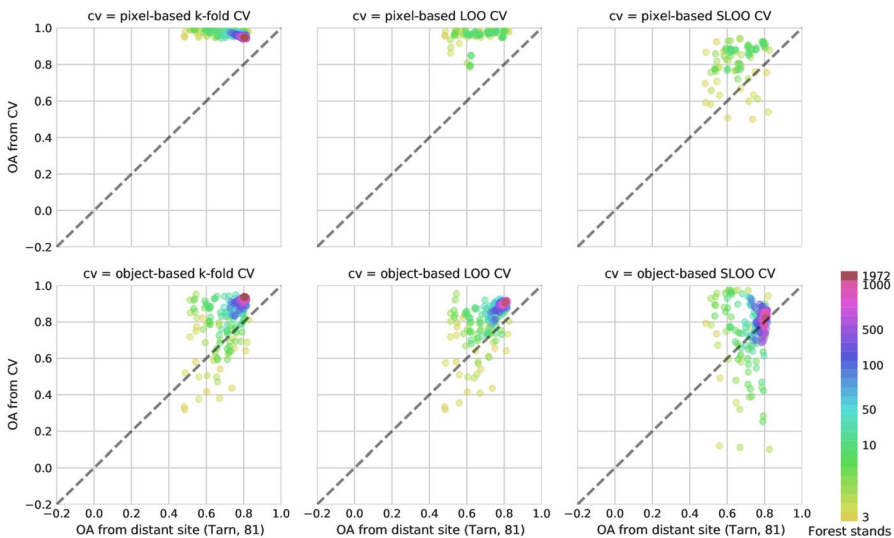 cv = pixel-based k-fold CV
cv = pixel-based LOO CV
cv = pixel-based SLOO CV
1.0
0.8
0.6
0.4
0.2
0.0
−0.2
OA from CV
cv = object-based k-fold CV
cv = object-based LOO CV
cv = object-based SLOO CV
1.0
0.8
0.6
0.4
0.2
0.0
−0.2
OA from CV
−0.2 0.0 0.2 0.4 0.6 0.8 1.0
OA from distant site (Tarn, 81)
−0.2 0.0 0.2 0.4 0.6 0.8 1.0
OA from distant site (Tarn, 81)
−0.2 0.0 0.2 0.4 0.6 0.8 1.0
OA from distant site (Tarn, 81)
1972
1000
500
100
50
10
3
Forest stands